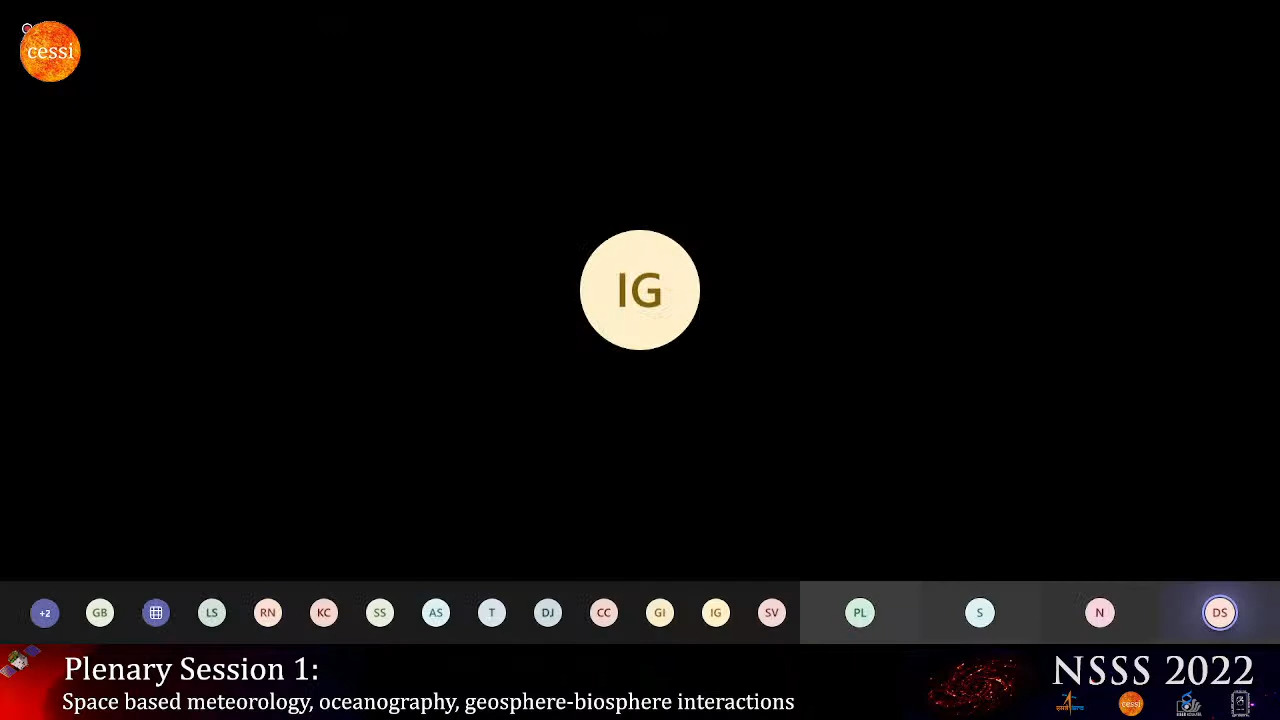 cessi
IG
+2
GB
LS
RN
KC
SS
AS
T
DJ
CC
GI
IG
SV
PL
S
N
DS
Plenary Session 1:
NSSS 2022
Space based meteorology, oceanography, geosphere-biosphere interactions
cessi